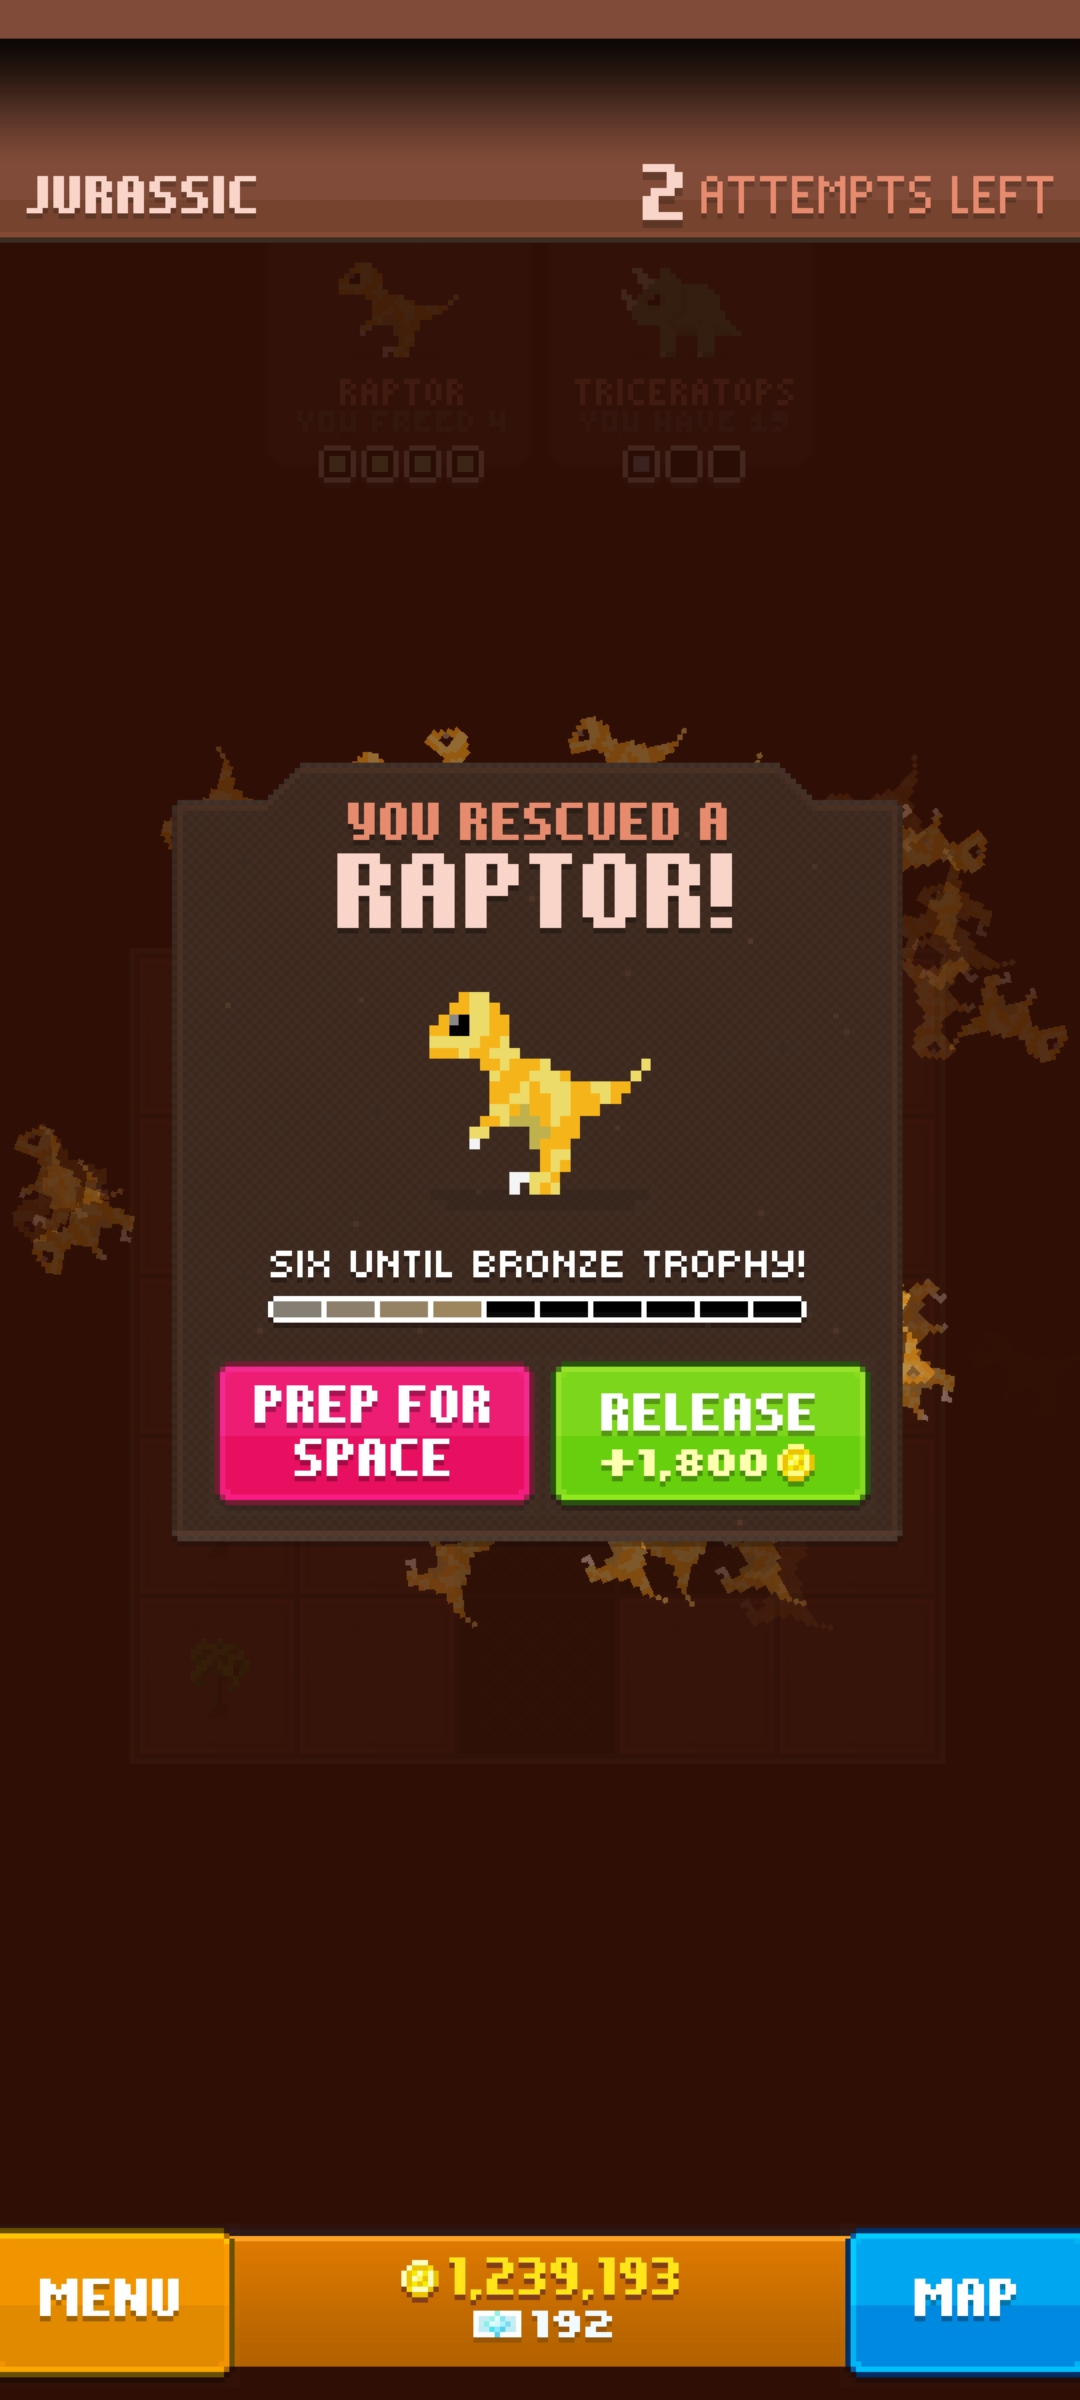 JURASSIC
2 ATTEMPTS LEFT
RAPTOR
YOU FREED 4
TRICERATOPS
YOU HAVE 19
YOU RESCUED A
RAPTOR!
SIX UNTIL BRONZE TROPHY!
PREP FOR
SPACE
RELEASE
+1,800
MENU
1,239,193
192
MAP